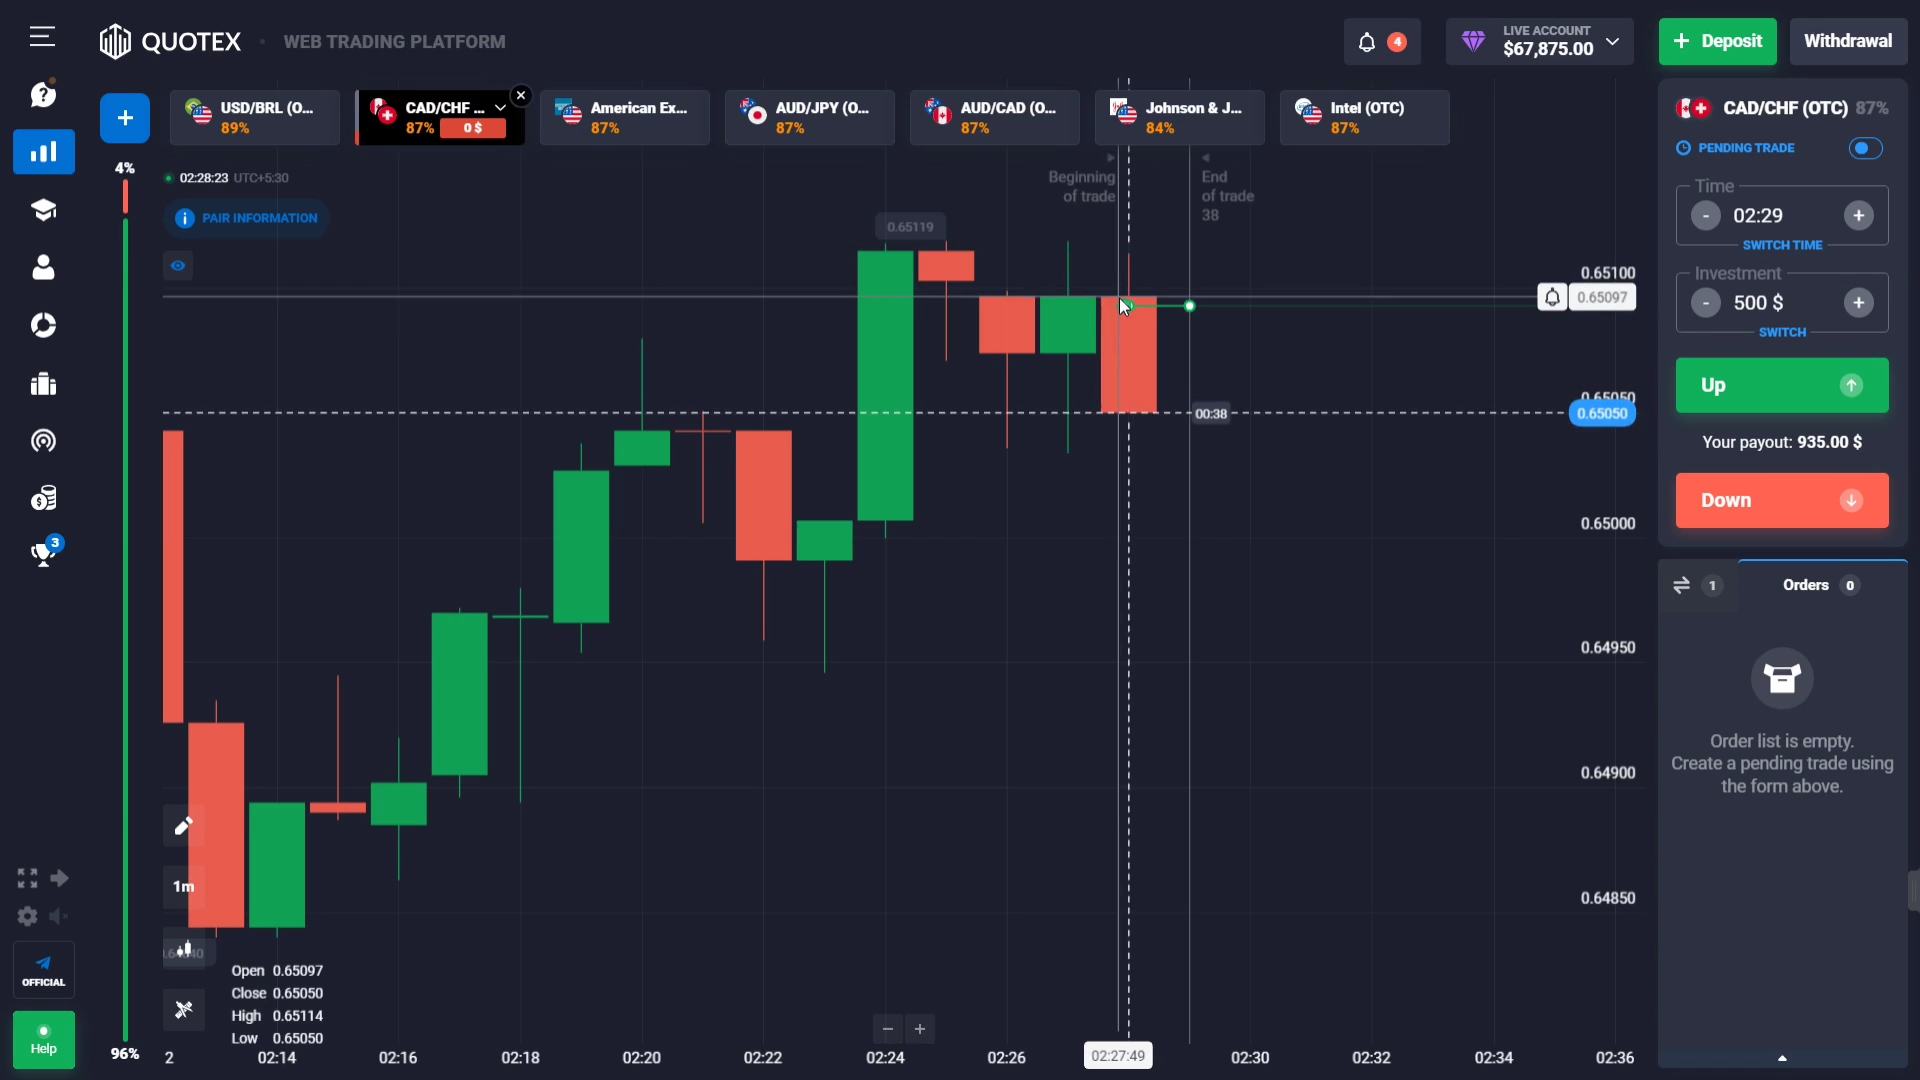 QUOTEX
WEB TRADING PLATFORM
4
LIVE ACCOUNT
$67,875.00
+ Deposit
Withdrawal
USD/BRL (O...
89%
CAD/CHF ...
87%
0 $
American Ex...
87%
AUD/JPY (O...
87%
AUD/CAD (O...
87%
Johnson & J...
84%
Intel (OTC)
87%
4%
02:28:23 UTC+5:30
PAIR INFORMATION
Beginning
of trade
End
of trade
38
0.65119
0.65100
0.65097
0.65050
0.65050
00:38
0.65000
0.64950
0.64900
0.64850
1m
Open 0.65097
Close 0.65050
High 0.65114
Low 0.65050
96%
2
02:14
02:16
02:18
02:20
02:22
02:24
02:26
02:27:49
02:30
02:32
02:34
02:36
3
OFFICIAL
Help
CAD/CHF (OTC) 87%
PENDING TRADE
Time
- 02:29 +
SWITCH TIME
Investment
- 500 $ +
SWITCH
Up
Your payout: 935.00 $
Down
1
Orders 0
Order list is empty.
Create a pending trade using
the form above.